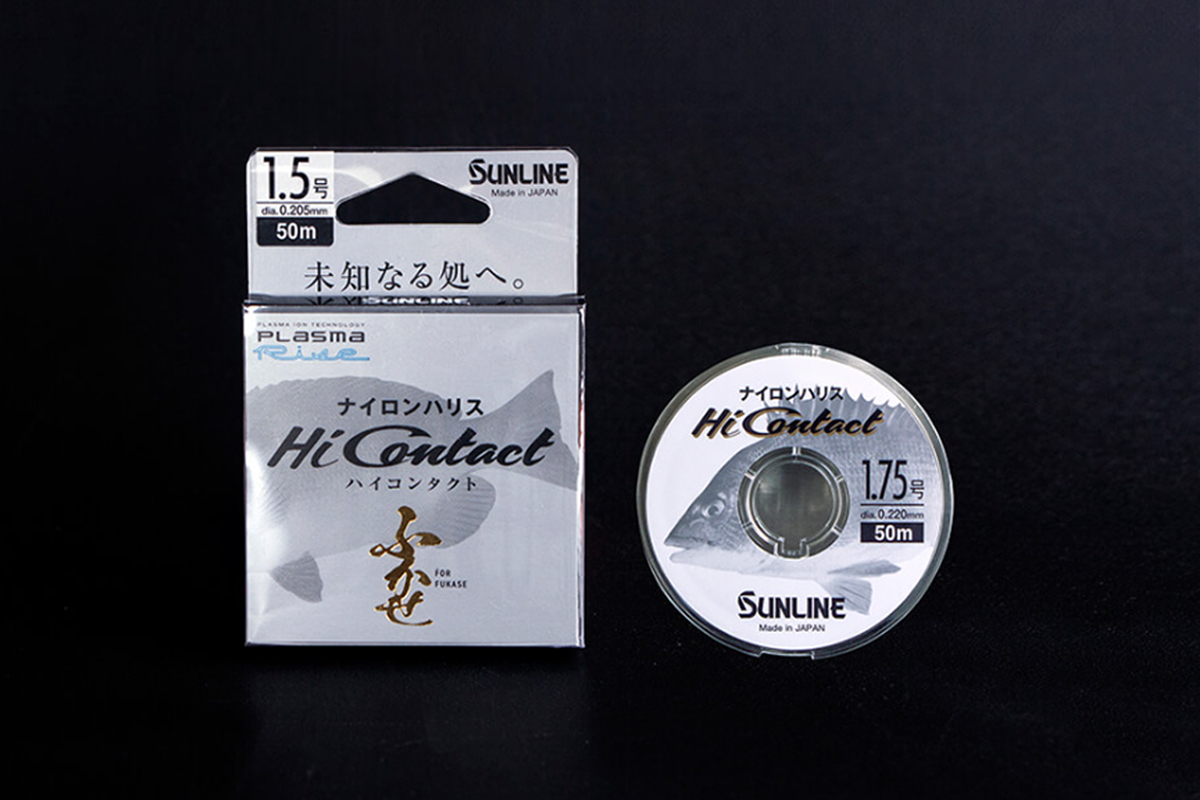 1.5号
dia.0.205mm
50m
SUNLINE
Made in JAPAN
未知なる処へ。
SUNLINE
PLASMA ION TECHNOLOGY
PLASMA
Rise
ナイロンハリス
Hi Contact
ハイコンタクト
ふかせ
FOR
FUKASE
ナイロンハリス
Hi Contact
1.75号
dia.0.220mm
50m
SUNLINE
Made in JAPAN